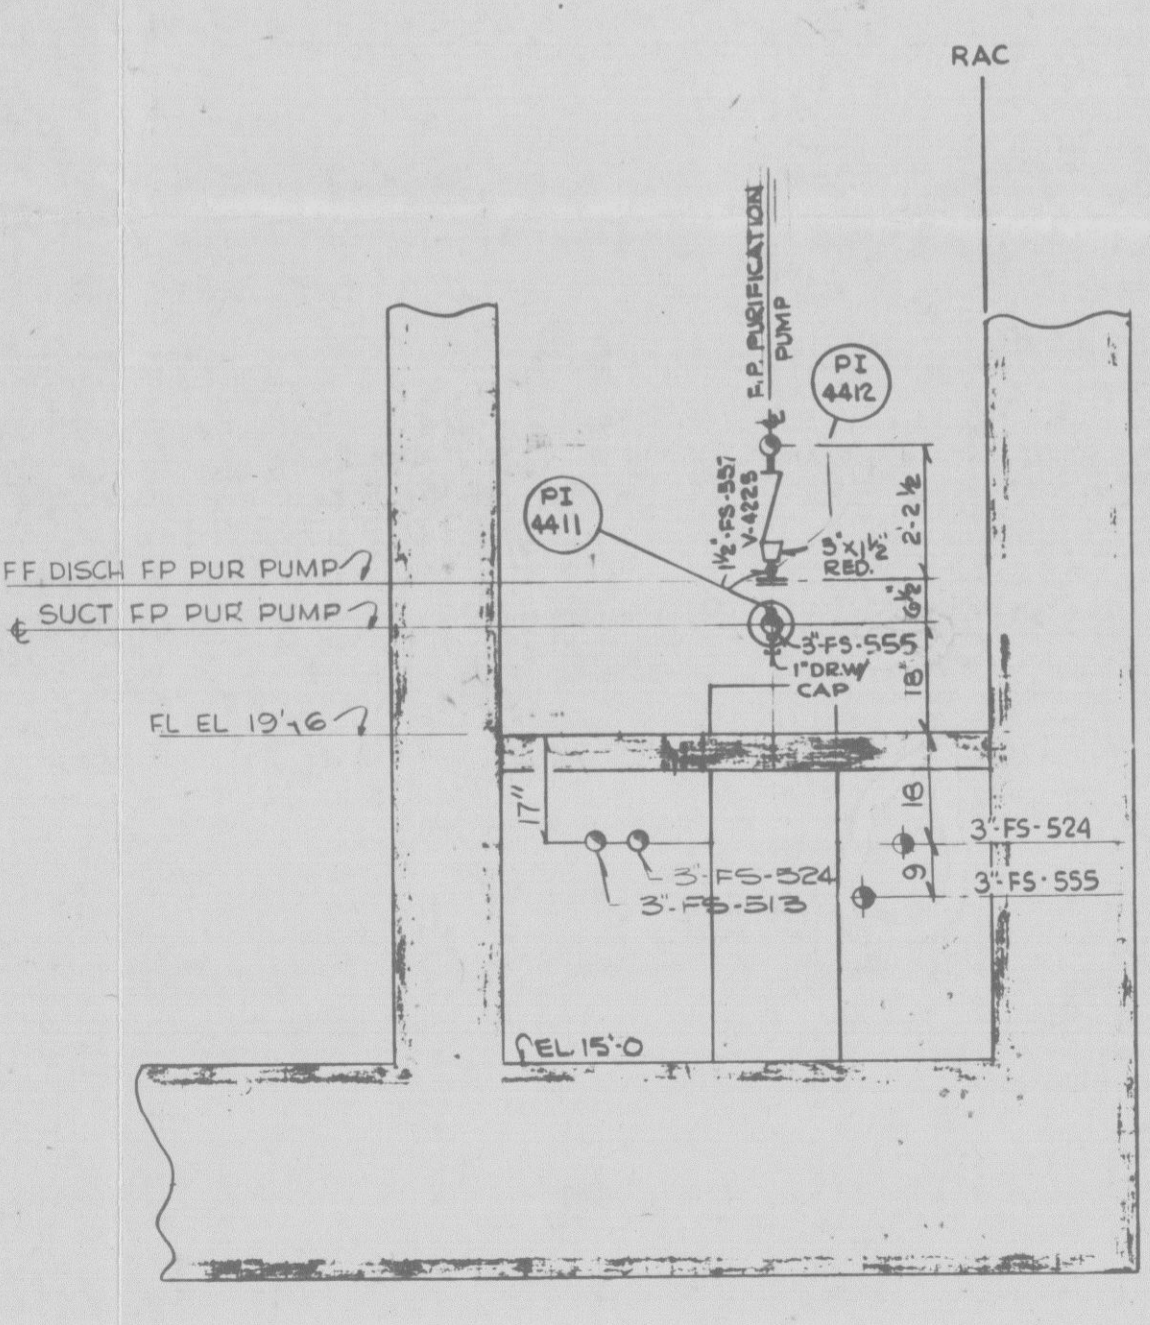 RAC
F.P. PURIFICATION
PUMP
PI
4412
℄
PI
4411
1½"-FS-557
V-4225
3" X 1½"
RED.
2'-2½
6½"
18"
FF DISCH FP PUR PUMP
℄ SUCT FP PUR PUMP
3"-FS-555
1" DR.W/
CAP
FL EL 19'-6
17"
18
9
3"-FS-524
3"-FS-555
3"-FS-524
3"-FS-513
EL 15'-0